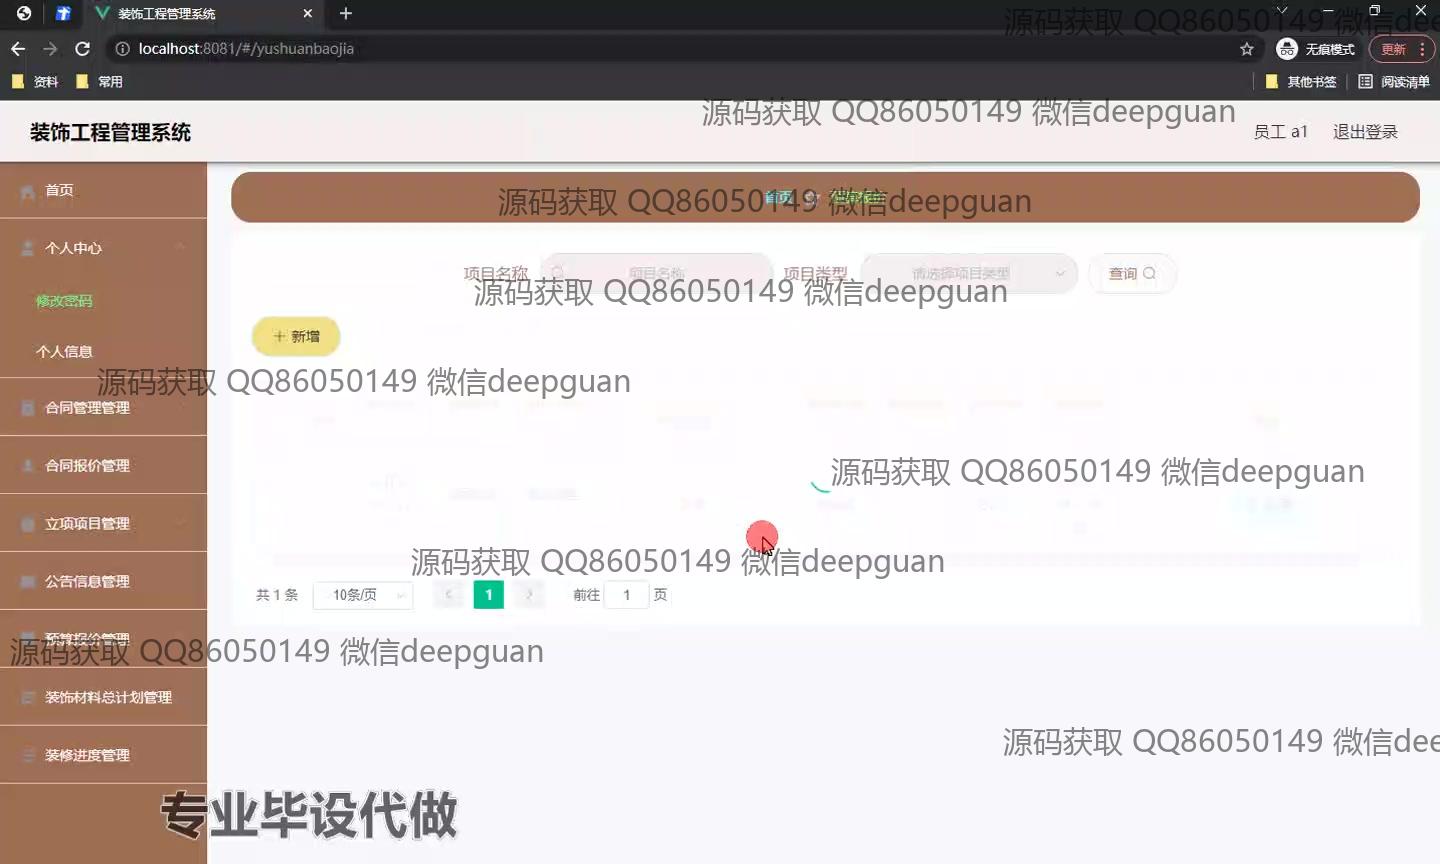 装饰工程管理系统
localhost:8081/#/yushuanbaojia
无痕模式
更新
资料
常用
其他书签
阅读清单
源码获取 QQ86050149 微信dee
装饰工程管理系统
源码获取 QQ86050149 微信deepguan
员工 a1
退出登录
首页
源码获取 QQ86050149 微信deepguan
首页
个人中心
项目名称
项目名称
项目类型
请选择项目类型
查询
源码获取 QQ86050149 微信deepguan
修改密码
新增
个人信息
源码获取 QQ86050149 微信deepguan
合同管理管理
合同报价管理
源码获取 QQ86050149 微信deepguan
立项项目管理
源码获取 QQ86050149 微信deepguan
公告信息管理
共 1 条
10条/页
1
前往
1
页
预算报价管理
源码获取 QQ86050149 微信deepguan
装饰材料总计划管理
源码获取 QQ86050149 微信dee
装修进度管理
专业毕设代做